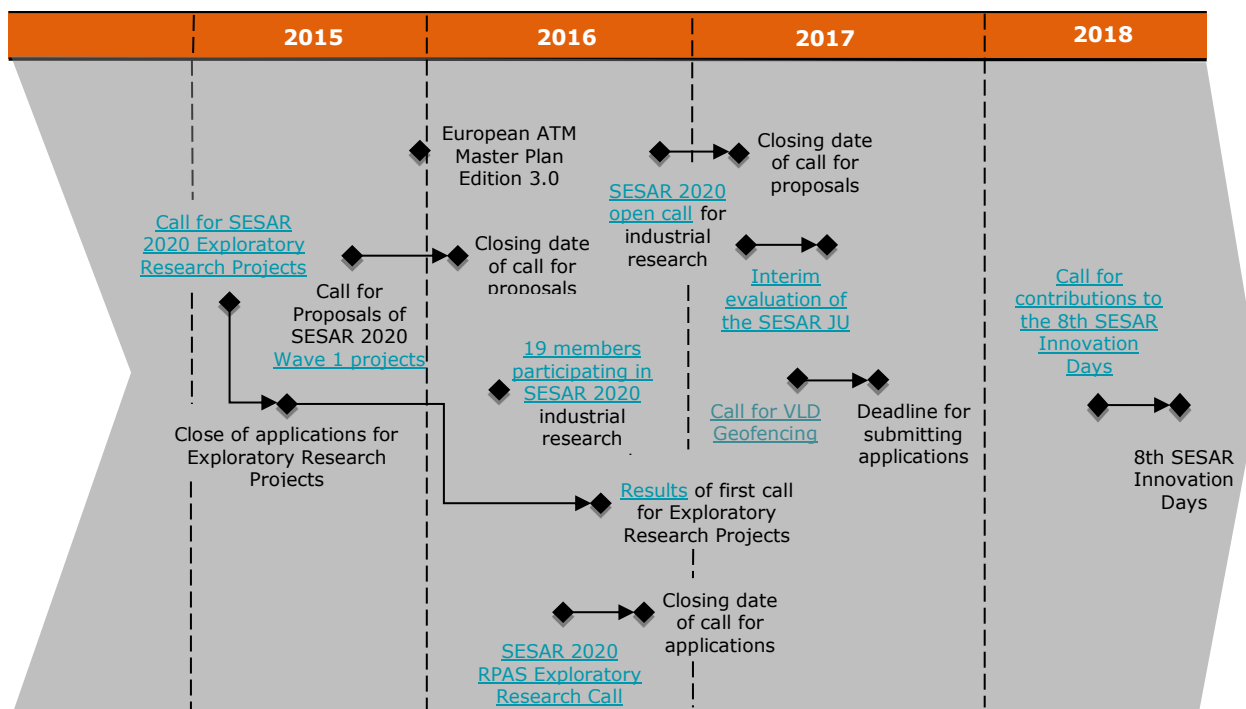 2015
2016
2017
2018
European ATM
Master Plan
Edition 3.0
Closing date
of call for
proposals
SESAR 2020
open call for
industrial
research
Call for SESAR
2020 Exploratory
Research Projects
Closing date
of call for
proposals
Call for
Proposals of
SESAR 2020
Wave 1 projects
Interim
evaluation of
the SESAR JU
Call for
contributions to
the 8th SESAR
Innovation
Days
19 members
participating in
SESAR 2020
industrial
research
Call for VLD
Geofencing
Deadline for
submitting
applications
Close of applications for
Exploratory Research
Projects
8th SESAR
Innovation
Days
Results of first call
for Exploratory
Research Projects
Closing date
of call for
applications
SESAR 2020
RPAS Exploratory
Research Call